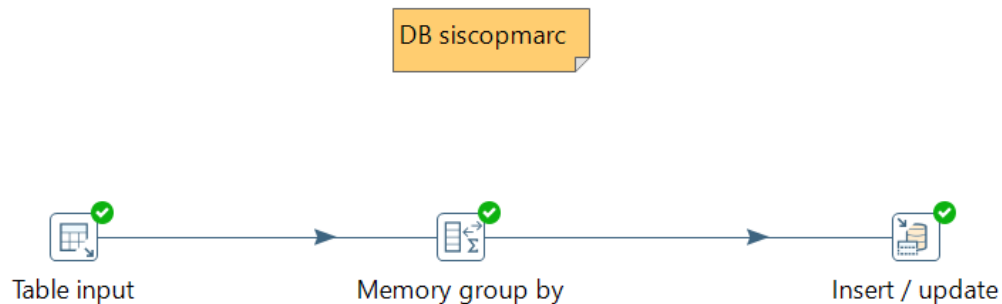 DB siscopmarc
Table input
Memory group by
Insert / update